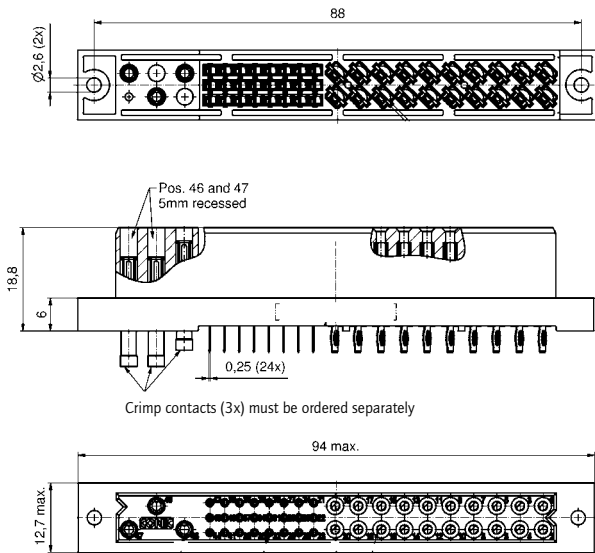 88
Ø2,6 (2x)
Pos. 46 and 47
5mm recessed
18,8
6
0,25 (24x)
Crimp contacts (3x) must be ordered separately
94 max.
12,7 max.